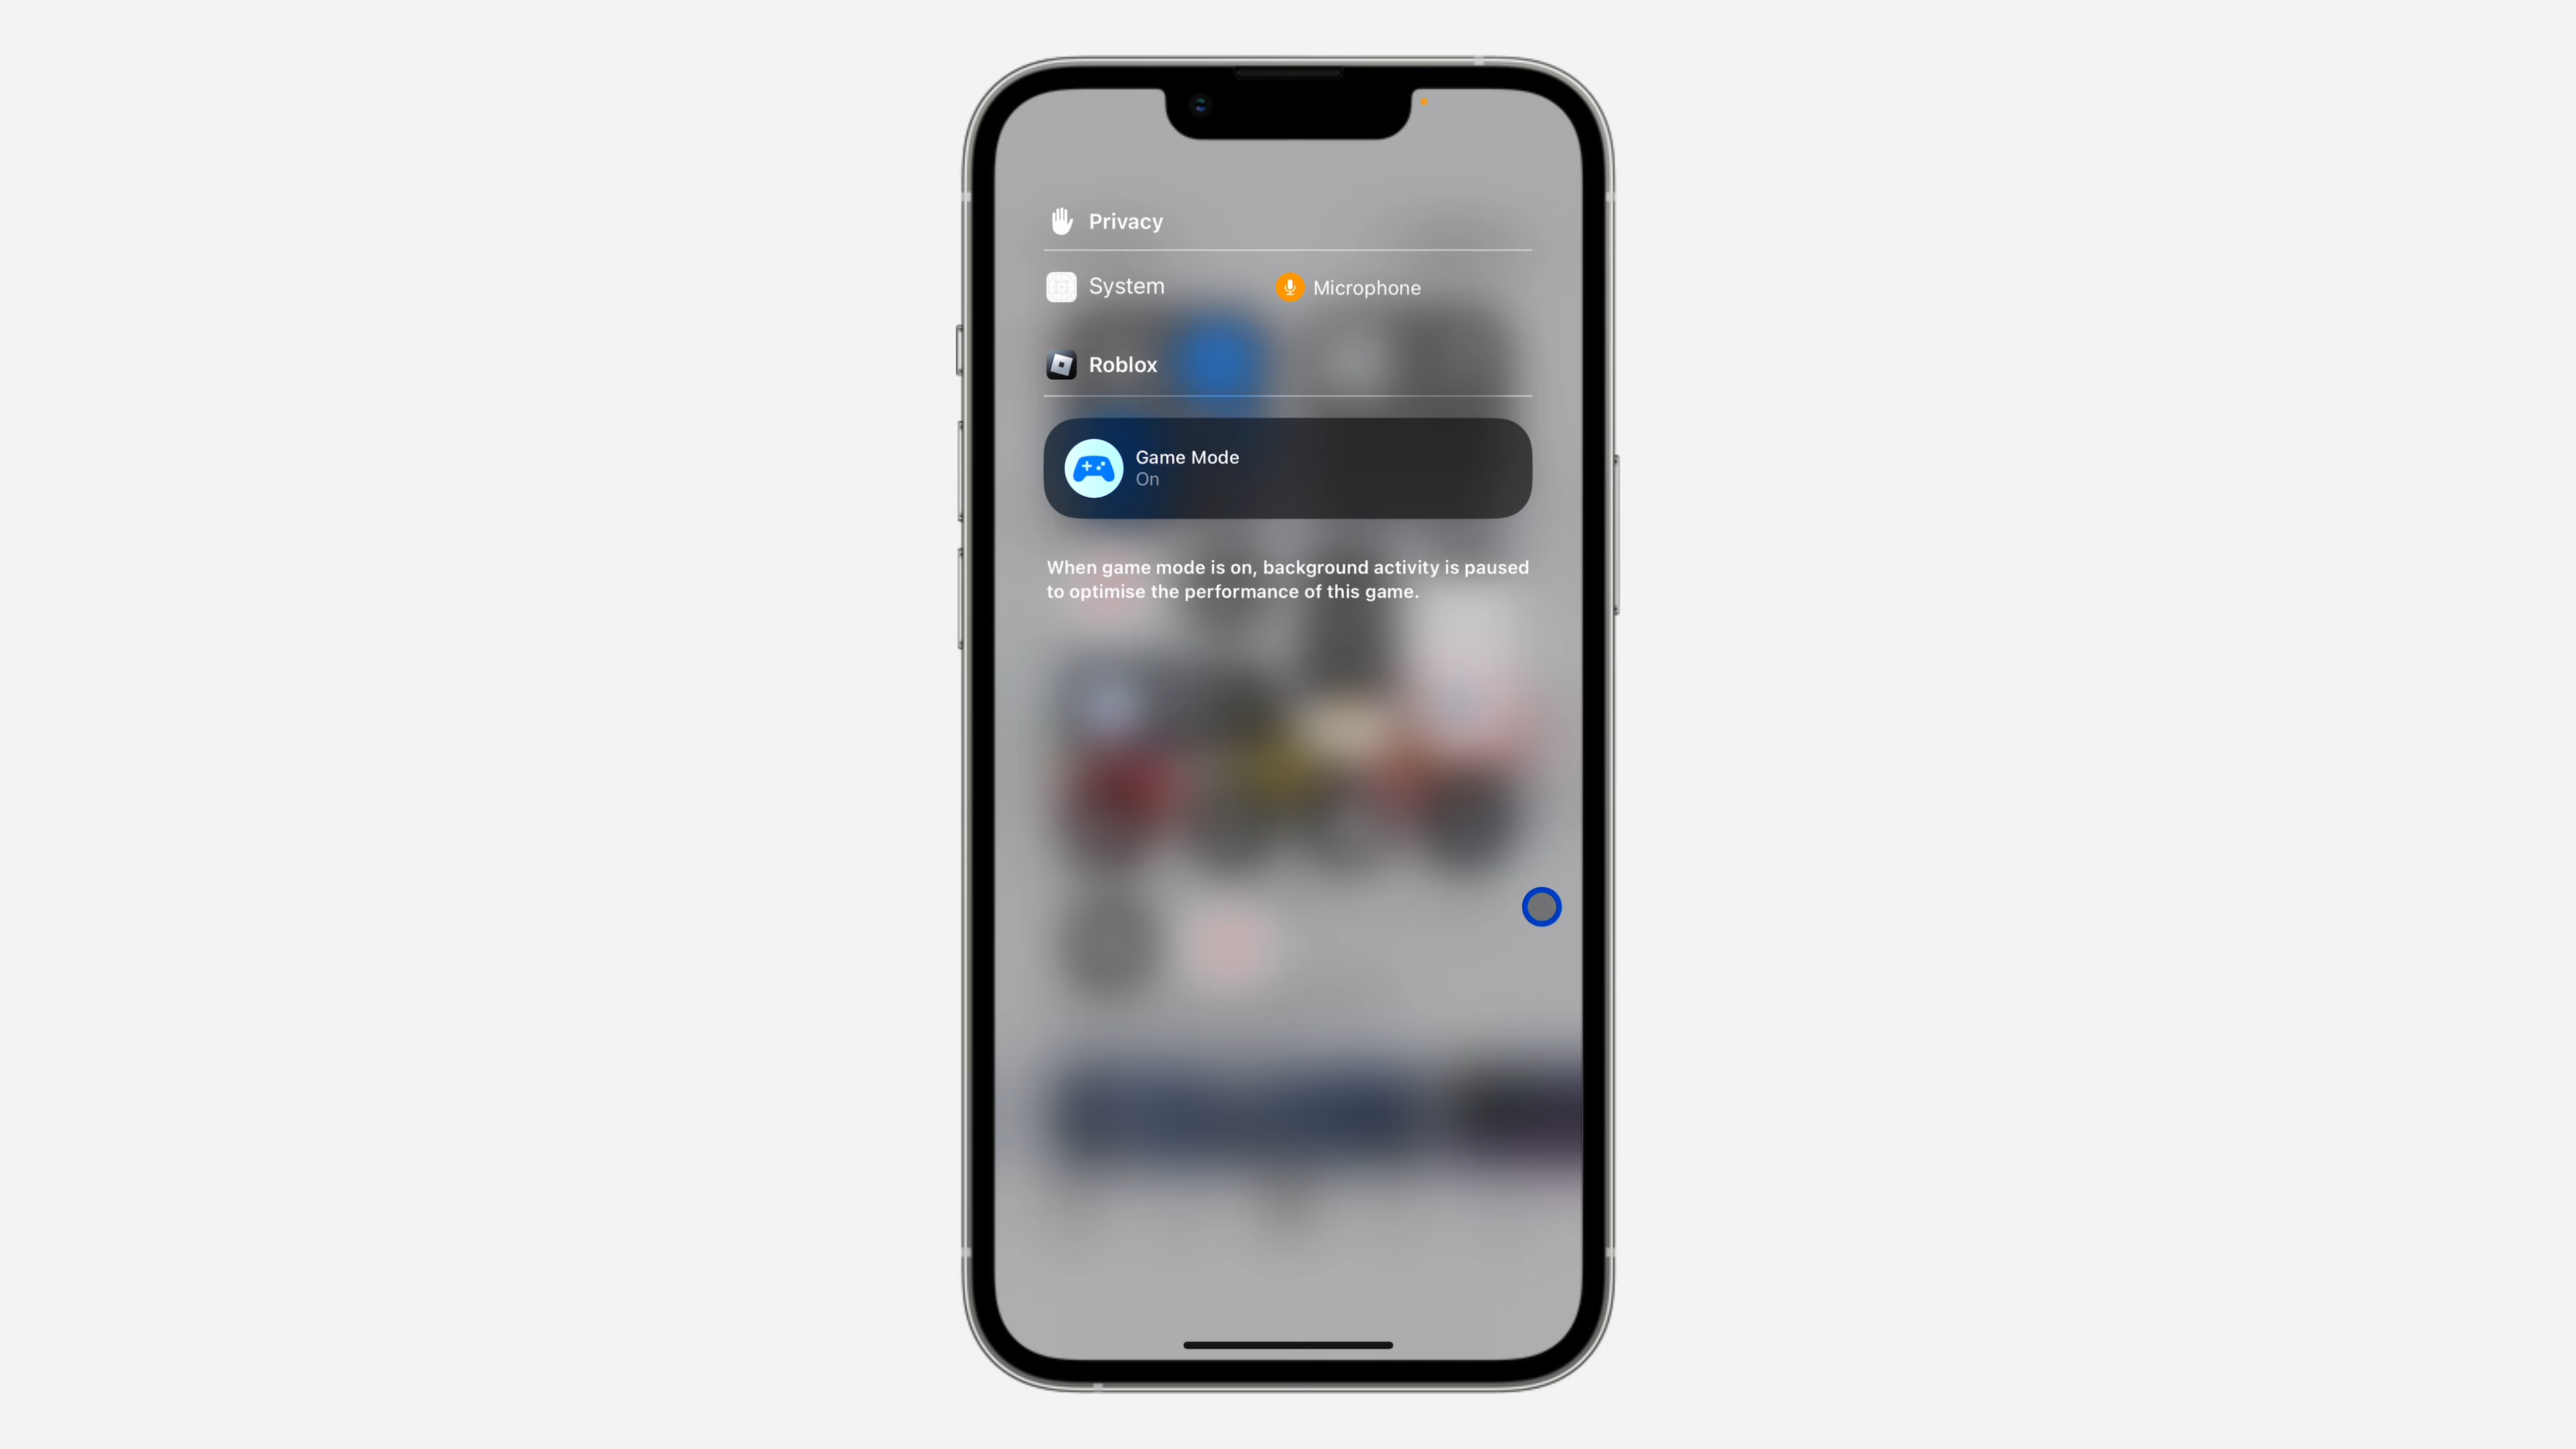 Privacy
System
Microphone
Roblox
Game Mode
On
When game mode is on, background activity is paused
to optimise the performance of this game.